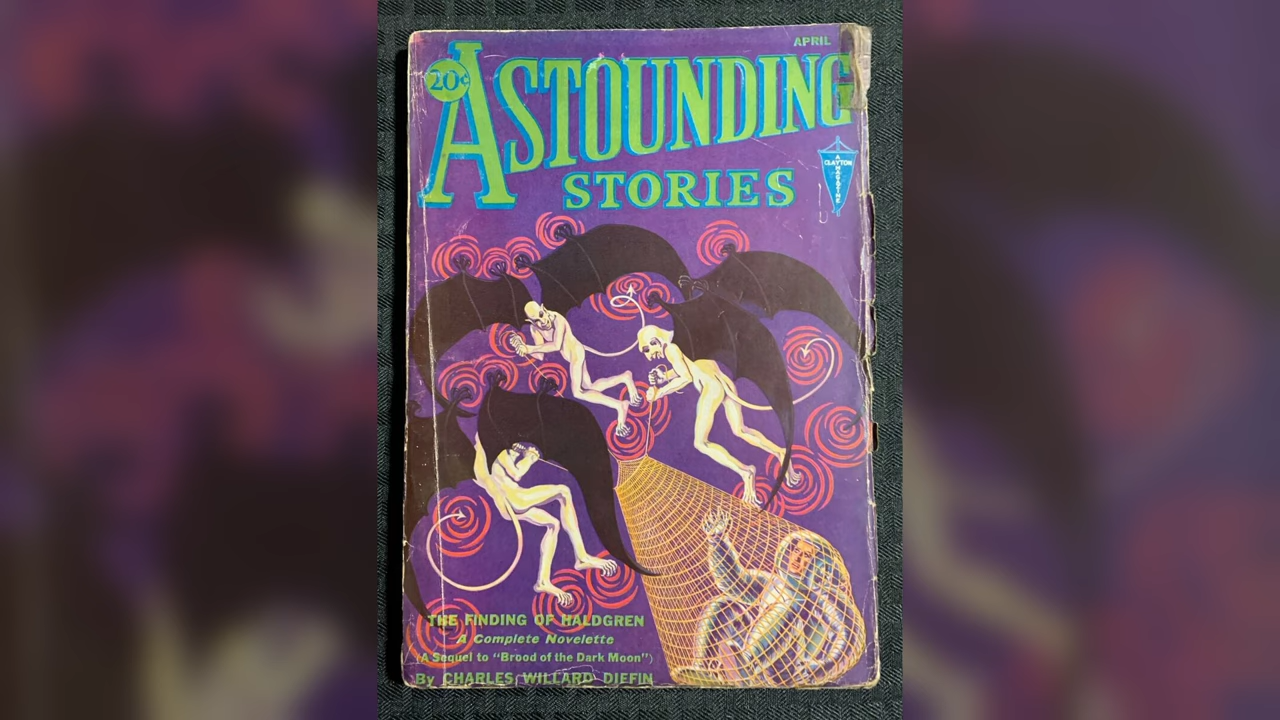 APRIL
20¢
ASTOUNDING
STORIES
A
CLAYTON
MAGAZINE
THE FINDING OF HALDGREN
A Complete Novelette
(A Sequel to "Brood of the Dark Moon")
By CHARLES WILLARD DIFFIN